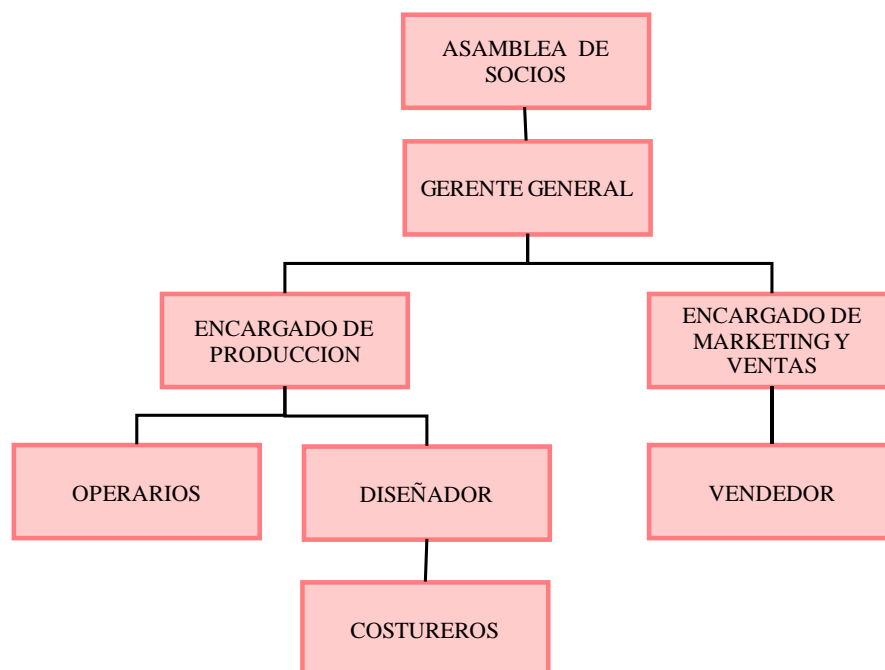 ASAMBLEA DE
SOCIOS
GERENTE GENERAL
ENCARGADO DE
PRODUCCION
ENCARGADO DE
MARKETING Y
VENTAS
OPERARIOS
DISEÑADOR
VENDEDOR
COSTUREROS